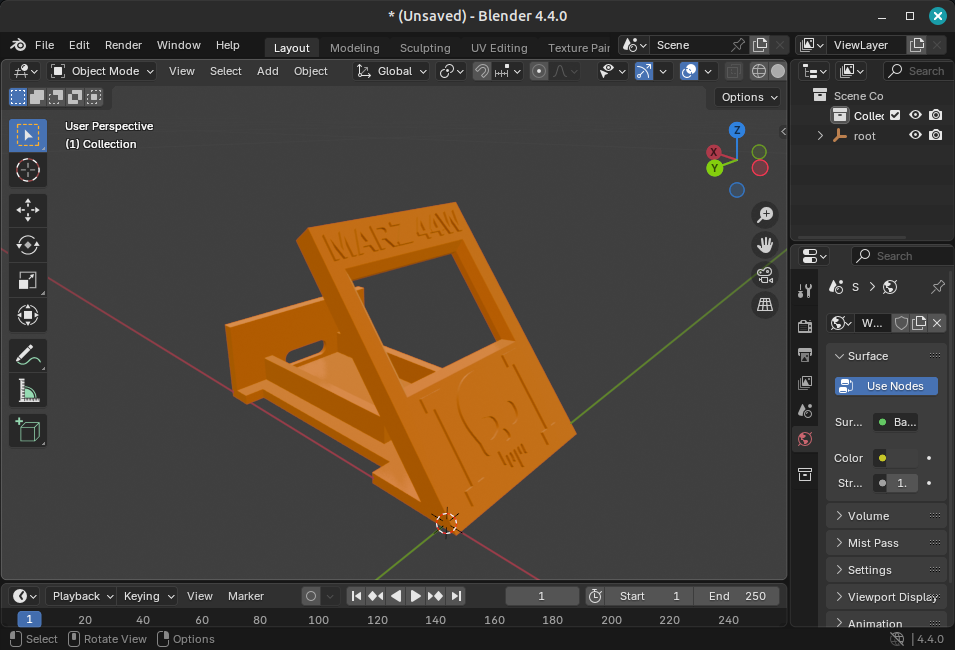 * (Unsaved) - Blender 4.4.0
File Edit Render Window Help Layout Modeling Sculpting UV Editing Texture Pain Scene ViewLayer
Object Mode View Select Add Object Global Search
Options
Scene Co
Collec
root
User Perspective
(1) Collection
Z
X
Y
Search
S
W...
Surface
Use Nodes
Sur... Ba...
Color
Str... 1.
Volume
Mist Pass
Settings
Viewport Display
Animation
Playback Keying View Marker 1 Start 1 End 250
1 20 40 60 80 100 120 140 160 180 200 220 240
Select Rotate View Options 4.4.0